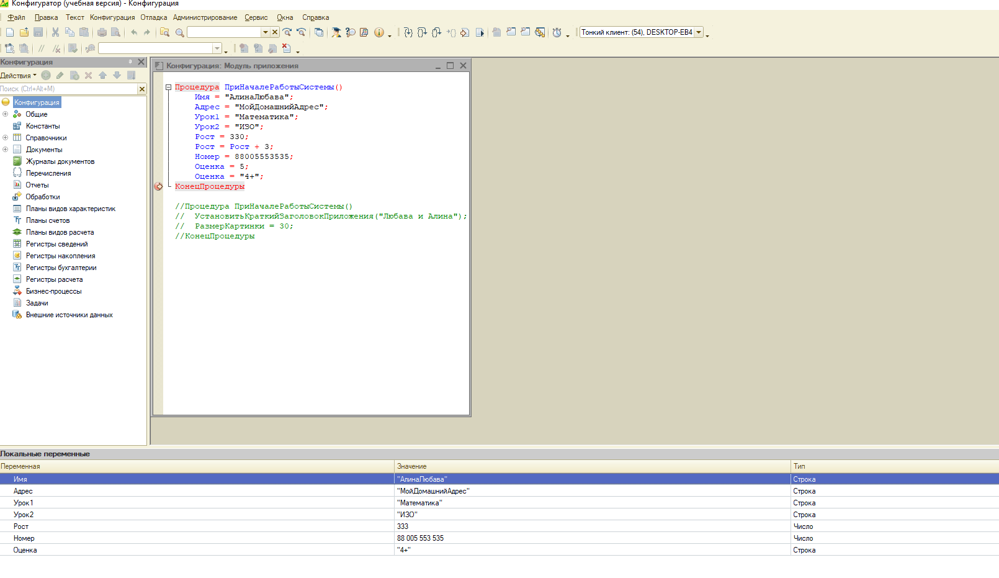 Конфигуратор (учебная версия) - Конфигурация
Файл Правка Текст Конфигурация Отладка Администрирование Сервис Окна Справка
Тонкий клиент: (54), DESKTOP-EB4
Конфигурация
Действия
Поиск (Ctrl+Alt+M)
Конфигурация
Общие
Константы
Справочники
Документы
Журналы документов
Перечисления
Отчеты
Обработки
Планы видов характеристик
Планы счетов
Планы видов расчета
Регистры сведений
Регистры накопления
Регистры бухгалтерии
Регистры расчета
Бизнес-процессы
Задачи
Внешние источники данных
Конфигурация: Модуль приложения
Процедура ПриНачалеРаботыСистемы()
Имя = "АлинаЛюбава";
Адрес = "МойДомашнийАдрес";
Урок1 = "Математика";
Урок2 = "ИЗО";
Рост = 330;
Рост = Рост + 3;
Номер = 88005553535;
Оценка = 5;
Оценка = "4+";
КонецПроцедуры
//Процедура ПриНачалеРаботыСистемы()
// УстановитьКраткийЗаголовокПриложения("Любава и Алина");
// РазмерКартинки = 30;
//КонецПроцедуры
Локальные переменные
Переменная Значение Тип
Имя "АлинаЛюбава" Строка
Адрес "МойДомашнийАдрес" Строка
Урок1 "Математика" Строка
Урок2 "ИЗО" Строка
Рост 333 Число
Номер 88 005 553 535 Число
Оценка "4+" Строка